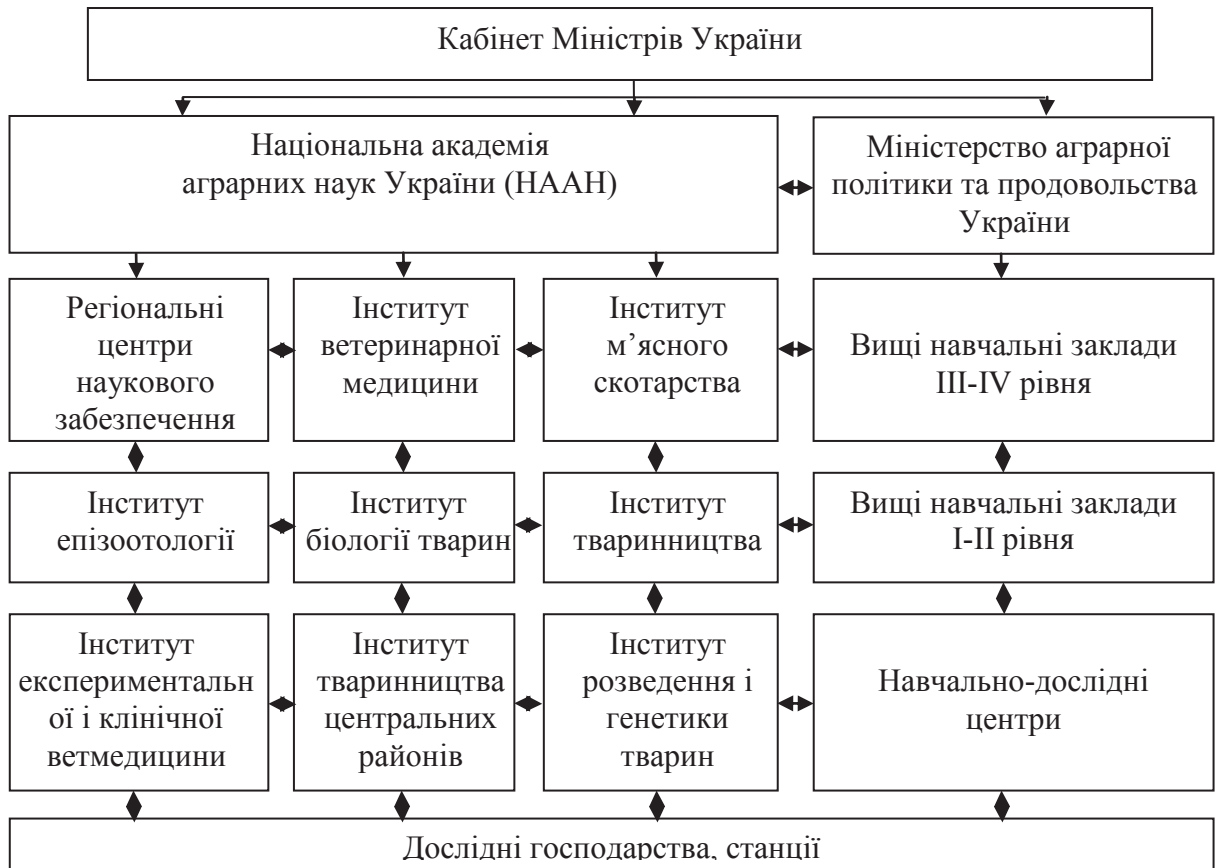 Кабінет Міністрів України
Національна академія
аграрних наук України (НААН)
Міністерство аграрної
політики та продовольства
України
Регіональні
центри
наукового
забезпечення
Інститут
ветеринарної
медицини
Інститут
м’ясного
скотарства
Вищі навчальні заклади
III-IV рівня
Інститут
епізоотології
Інститут
біології тварин
Інститут
тваринництва
Вищі навчальні заклади
I-II рівня
Інститут
експериментальн
ої і клінічної
ветмедицини
Інститут
тваринництва
центральних
районів
Інститут
розведення і
генетики
тварин
Навчально-дослідні
центри
Дослідні господарства, станції